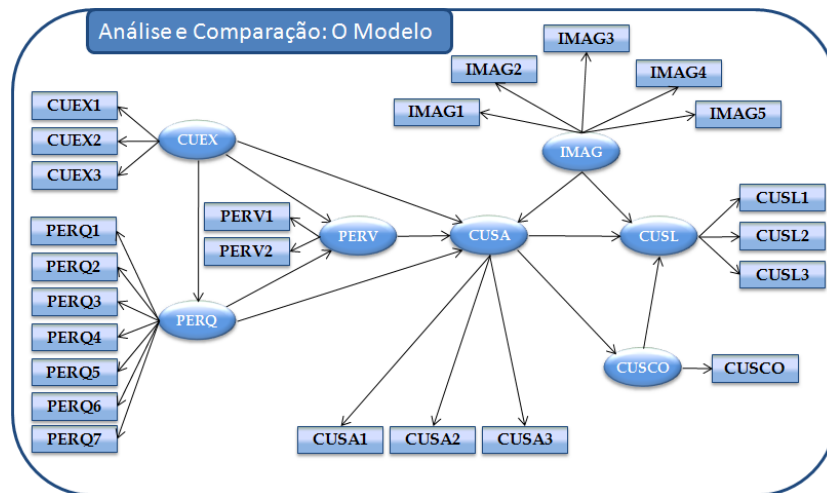 Análise e Comparação: O Modelo
IMAG3
IMAG2
IMAG4
IMAG1
IMAG5
CUEX1
CUEX2
CUEX3
CUEX
IMAG
PERV1
PERV2
PERV
CUSA
CUSL
CUSL1
CUSL2
CUSL3
PERQ1
PERQ2
PERQ3
PERQ4
PERQ5
PERQ6
PERQ7
PERQ
CUSCO
CUSCO
CUSA1
CUSA2
CUSA3